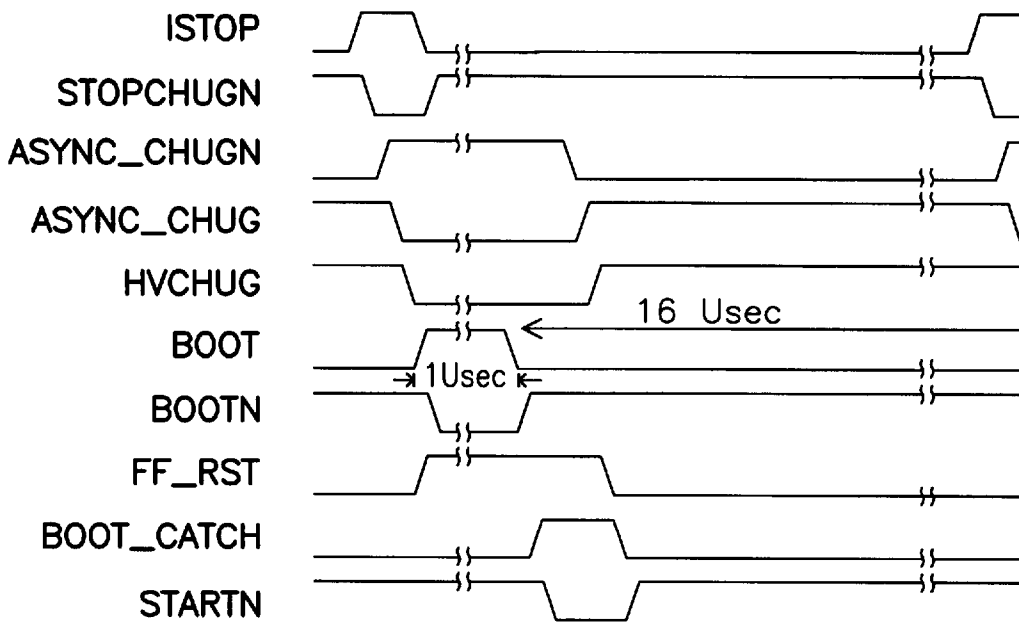 ISTOP
STOPCHUGN
ASYNC_CHUGN
ASYNC_CHUG
HVCHUG
16 Usec
BOOT
1Usec
BOOTN
FF_RST
BOOT_CATCH
STARTN